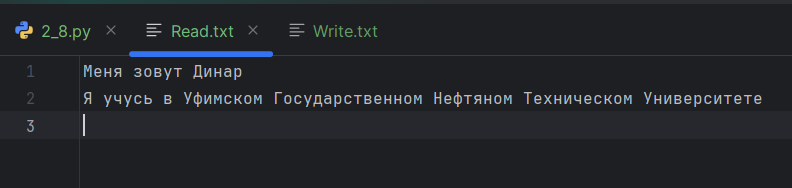 2_8.py Read.txt Write.txt
1 Меня зовут Динар
2 Я учусь в Уфимском Государственном Нефтяном Техническом Университете
3